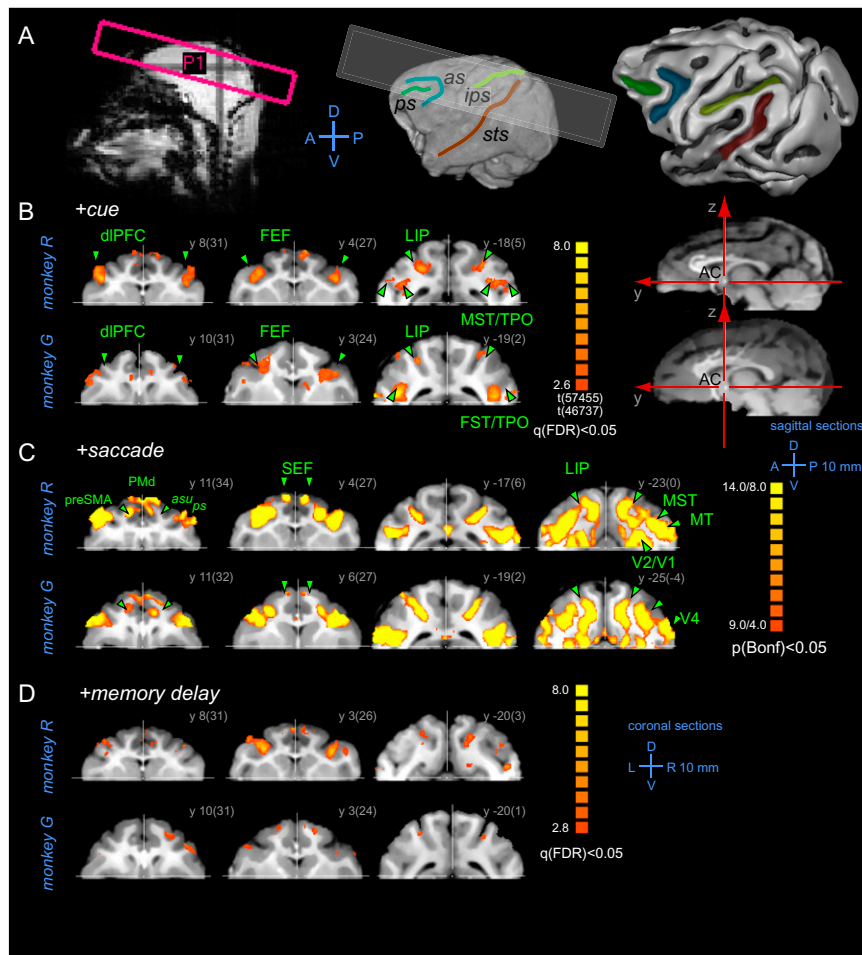 A
P1
D
A P
V
as
ps
ips
sts
B
+cue
monkey R
dlPFC
y 8(31)
FEF
y 4(27)
LIP
y -18(5)
MST/TPO
8.0
2.6
t(57455)
t(46737)
q(FDR)<0.05
z
AC
y
monkey G
dlPFC
y 10(31)
FEF
y 3(24)
LIP
y -19(2)
FST/TPO
z
AC
y
sagittal sections
D
A P 10 mm
V
C
+saccade
monkey R
preSMA
PMd
asu
ps
y 11(34)
SEF
y 4(27)
y -17(6)
LIP
y -23(0)
MST
MT
V2/V1
14.0/8.0
9.0/4.0
p(Bonf)<0.05
monkey G
y 11(32)
y 6(27)
y -19(2)
y -25(-4)
V4
D
+memory delay
monkey R
y 8(31)
y 3(26)
y -20(3)
8.0
2.8
q(FDR)<0.05
coronal sections
D
L R 10 mm
V
monkey G
y 10(31)
y 3(24)
y -20(1)